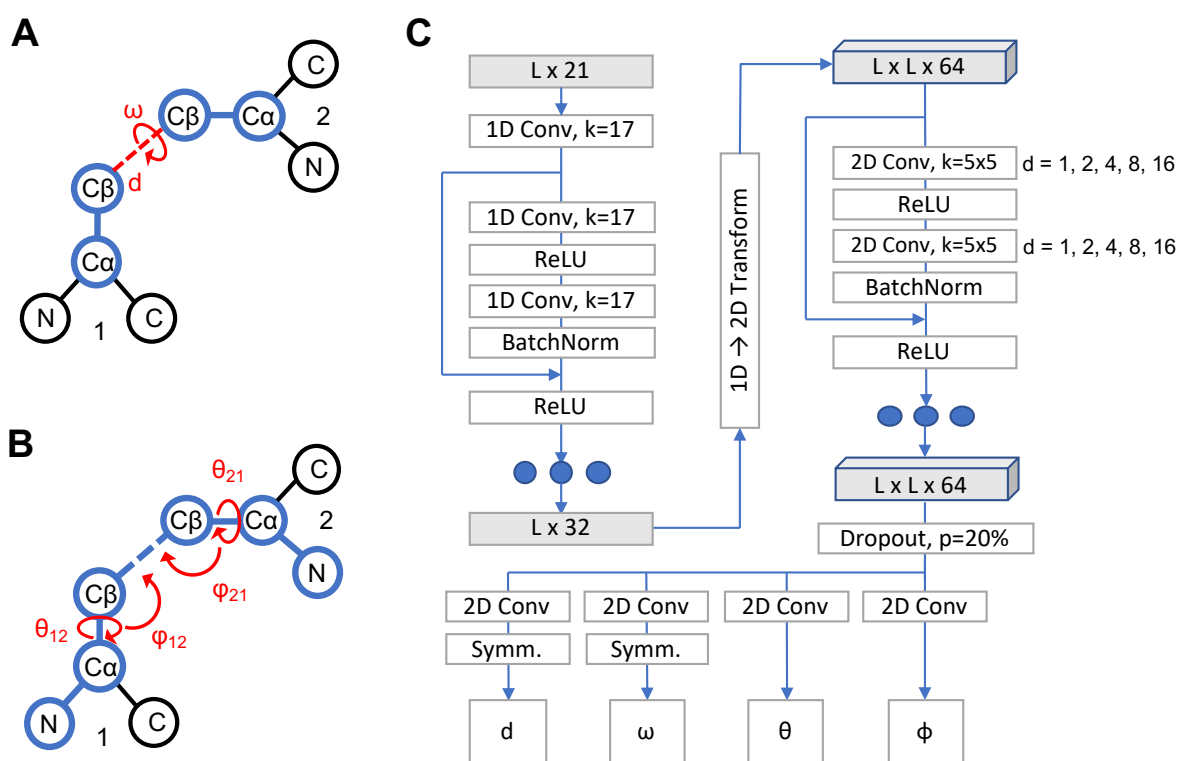 A
C
Cα
Cβ
2
N
ω
d
Cβ
Cα
N
C
1
B
θ21
C
Cβ
Cα
2
N
φ21
Cβ
θ12
φ12
Cα
N
C
1
C
L x 21
1D Conv, k=17
1D Conv, k=17
ReLU
1D Conv, k=17
BatchNorm
ReLU
L x 32
1D → 2D Transform
L x L x 64
2D Conv, k=5x5 d = 1, 2, 4, 8, 16
ReLU
2D Conv, k=5x5 d = 1, 2, 4, 8, 16
BatchNorm
ReLU
L x L x 64
Dropout, p=20%
2D Conv 2D Conv 2D Conv 2D Conv
Symm. Symm.
d ω θ ϕ